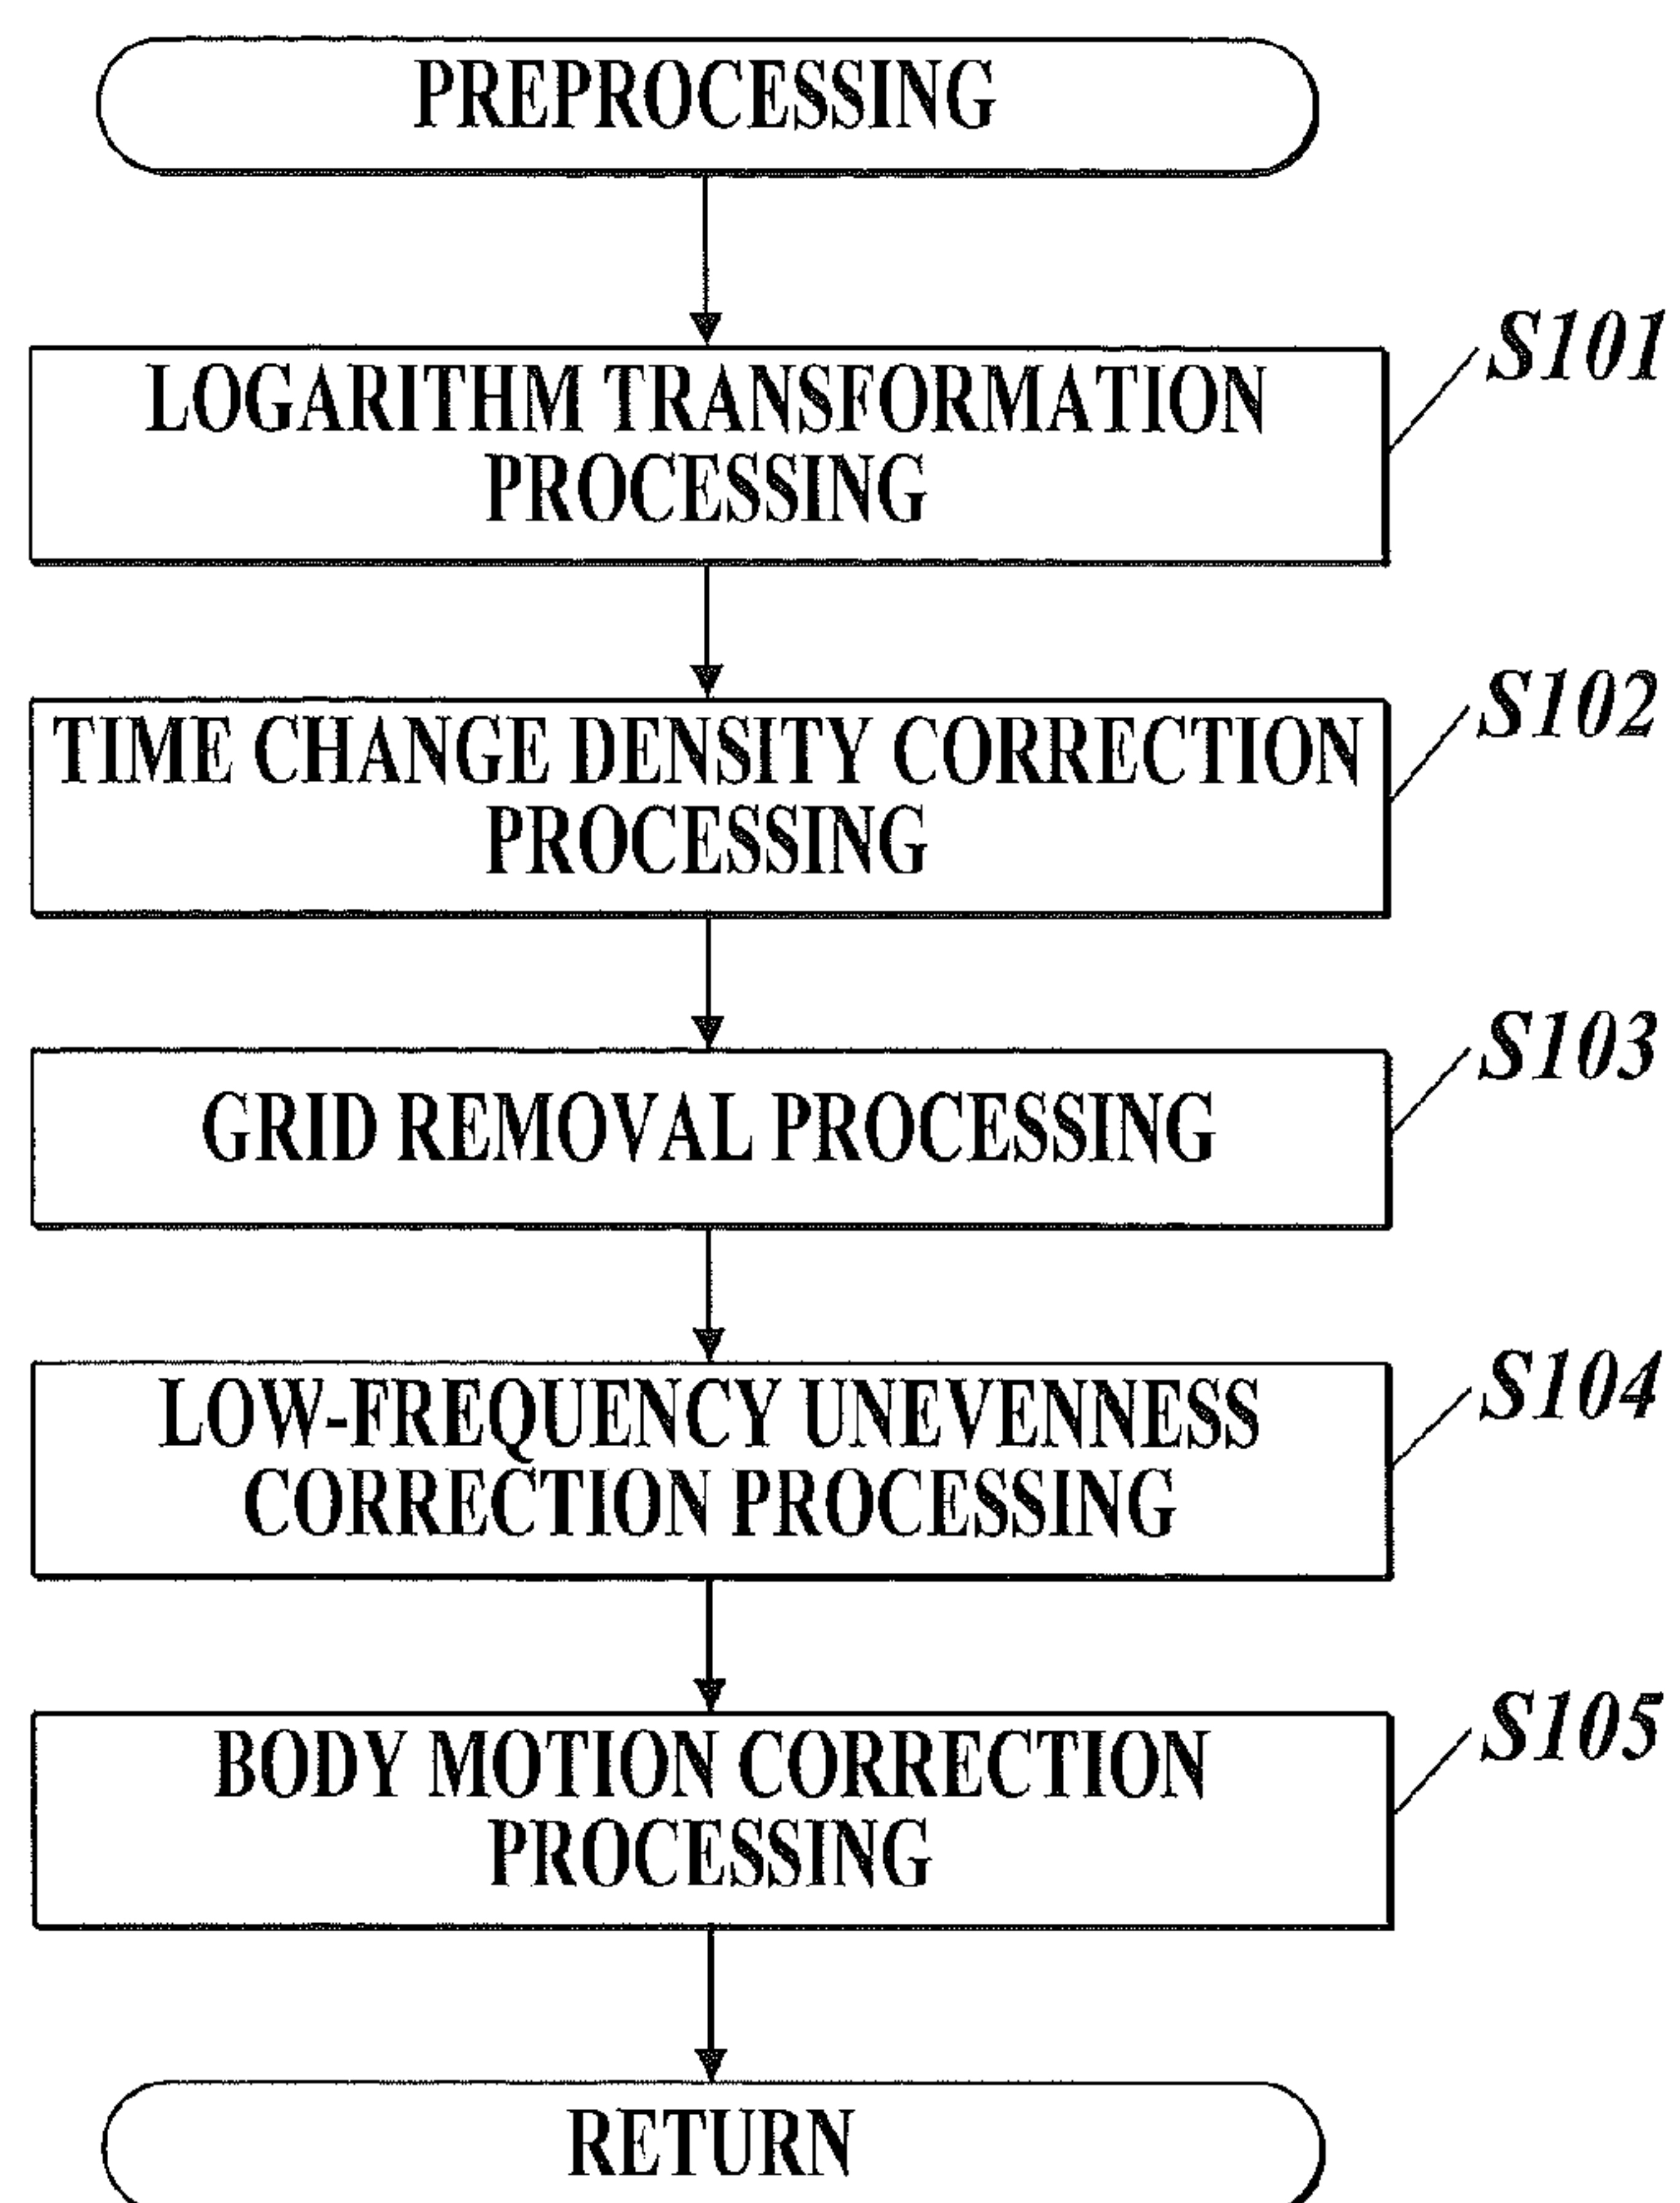 PREPROCESSING
LOGARITHM TRANSFORMATION
PROCESSING
S101
TIME CHANGE DENSITY CORRECTION
PROCESSING
S102
GRID REMOVAL PROCESSING
S103
LOW-FREQUENCY UNEVENNESS
CORRECTION PROCESSING
S104
BODY MOTION CORRECTION
PROCESSING
S105
RETURN